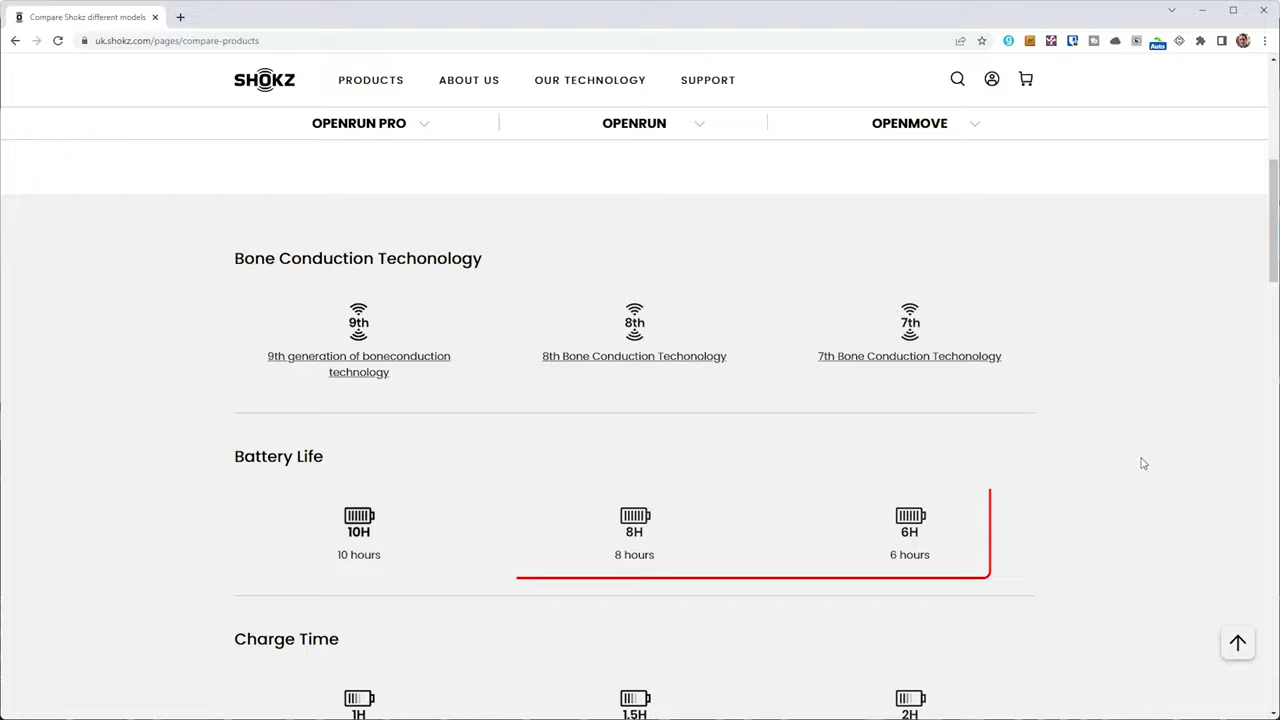 Compare Shokz different models
uk.shokz.com/pages/compare-products
Auto
SHOKZ PRODUCTS ABOUT US OUR TECHNOLOGY SUPPORT
OPENRUN PRO OPENRUN OPENMOVE
Bone Conduction Techonology
9th 8th 7th
9th generation of boneconduction technology
8th Bone Conduction Techonology
7th Bone Conduction Techonology
Battery Life
10H 8H 6H
10 hours 8 hours 6 hours
Charge Time
1H 1.5H 2H